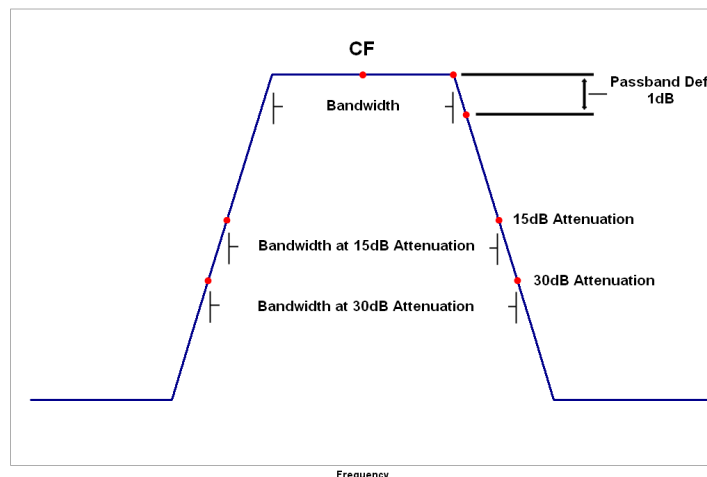 CF
Passband Def
1dB
Bandwidth
15dB Attenuation
Bandwidth at 15dB Attenuation
30dB Attenuation
Bandwidth at 30dB Attenuation
Frequency